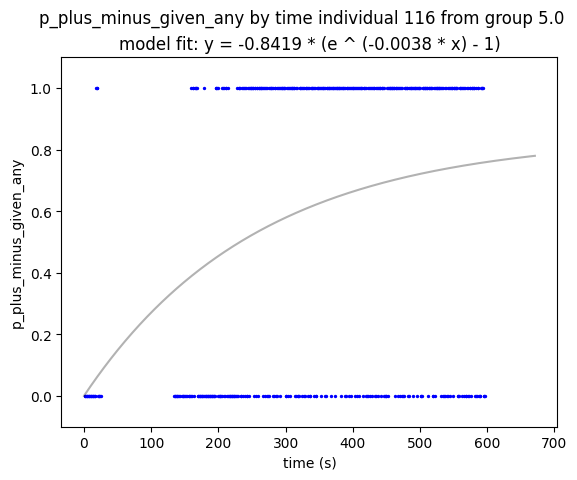 p_plus_minus_given_any by time individual 116 from group 5.0
model fit: y = -0.8419 * (e ^ (-0.0038 * x) - 1)
1.0
0.8
0.6
0.4
0.2
0.0
p_plus_minus_given_any
0 100 200 300 400 500 600 700
time (s)